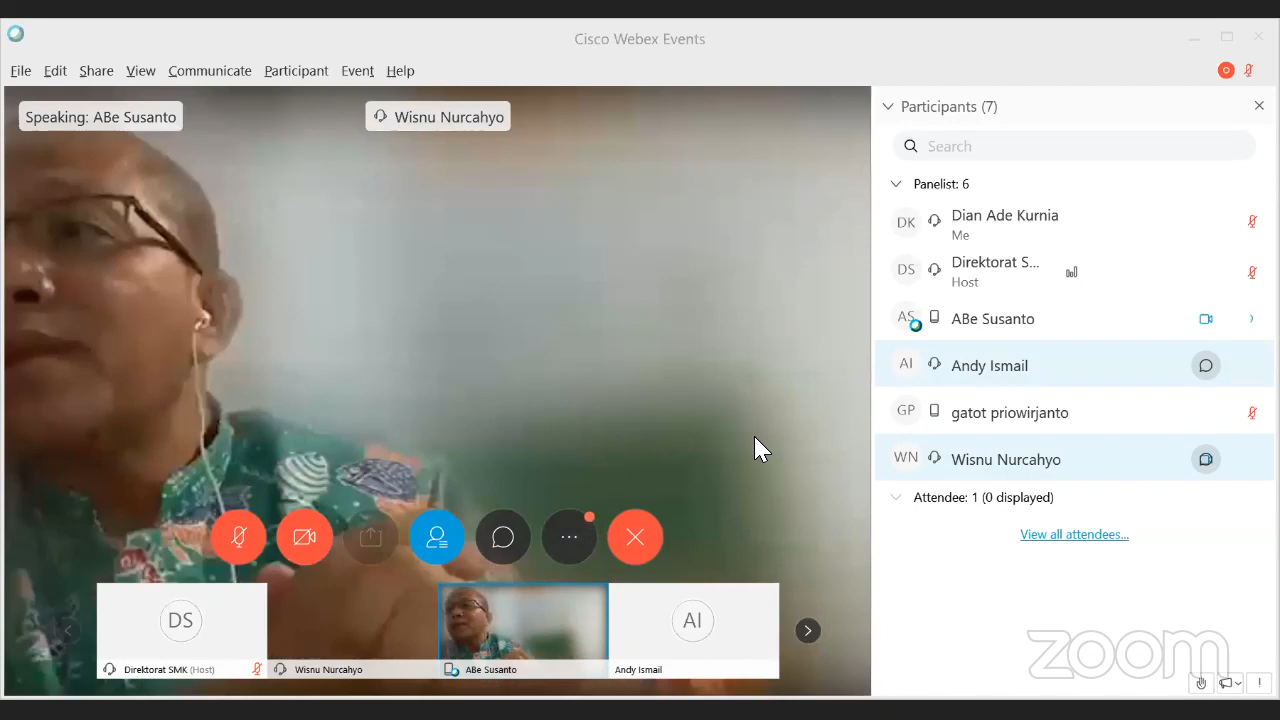 Cisco Webex Events
File Edit Share View Communicate Participant Event Help
Speaking: ABe Susanto
Wisnu Nurcahyo
Participants (7)
Search
Panelist: 6
DK
Dian Ade Kurnia
Me
DS
Direktorat S...
Host
AS
ABe Susanto
AI
Andy Ismail
GP
gatot priowirjanto
WN
Wisnu Nurcahyo
Attendee: 1 (0 displayed)
View all attendees...
DS
AI
Direktorat SMK (Host)
Wisnu Nurcahyo
ABe Susanto
Andy Ismail
zoom